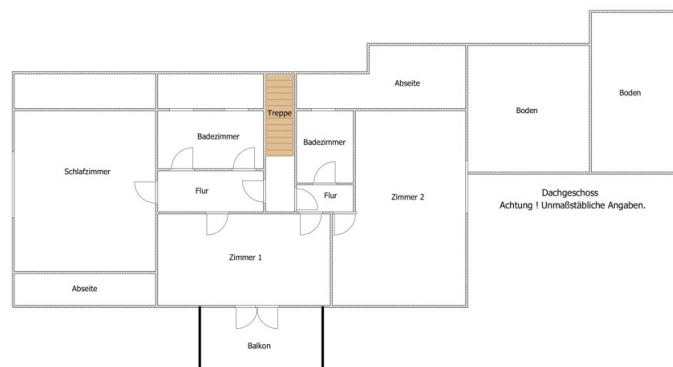 Abseite
Boden
Boden
Treppe
Badezimmer
Badezimmer
Schlafzimmer
Flur
Flur
Zimmer 2
Dachgeschoss
Achtung ! Unmaßstäbliche Angaben.
Zimmer 1
Abseite
Balkon